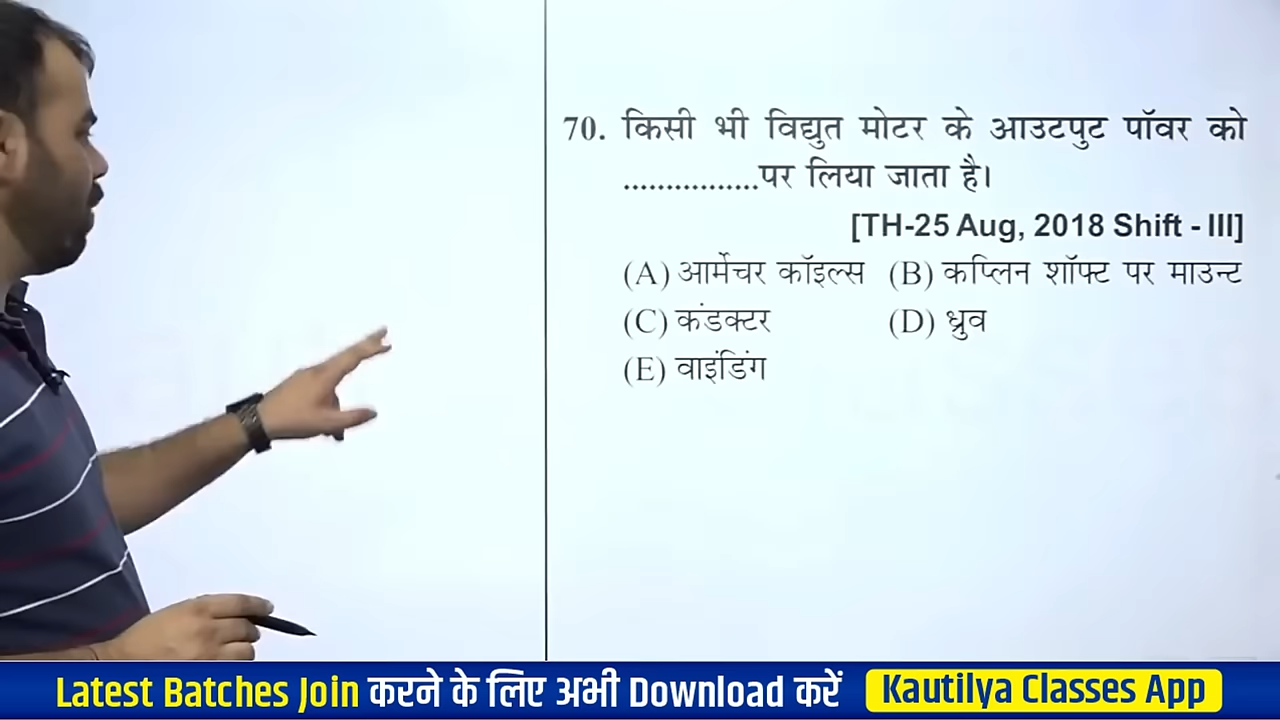 70. किसी भी विद्युत मोटर के आउटपुट पॉवर को
................पर लिया जाता है।
[TH-25 Aug, 2018 Shift - III]
(A) आर्मेचर कॉइल्स (B) कप्लिन शॉफ्ट पर माउन्ट
(C) कंडक्टर (D) ध्रुव
(E) वाइंडिंग
Latest Batches Join करने के लिए अभी Download करें Kautilya Classes App